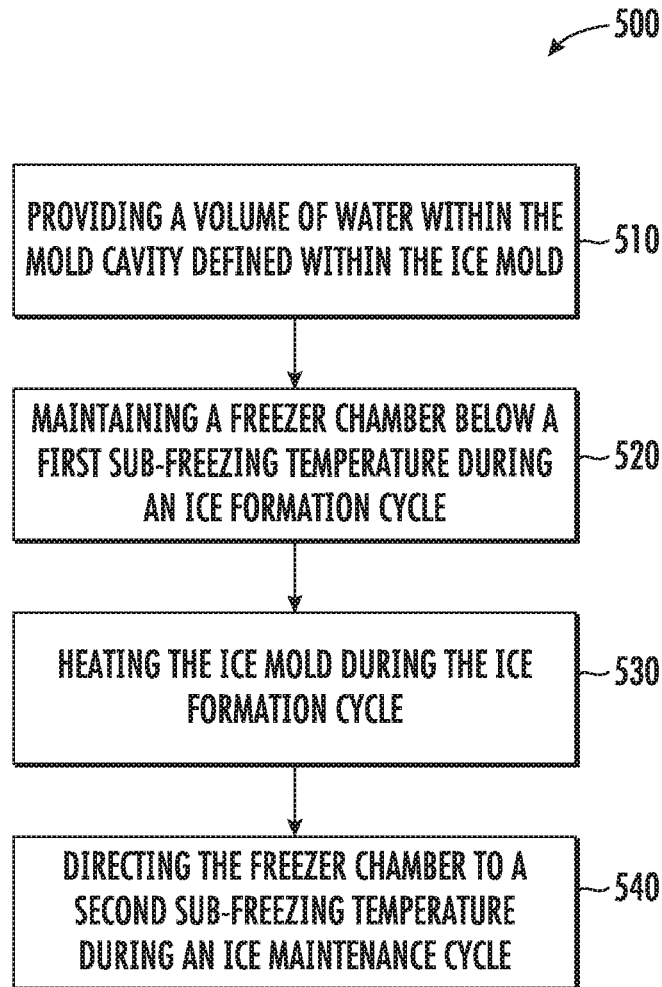 500
PROVIDING A VOLUME OF WATER WITHIN THE
MOLD CAVITY DEFINED WITHIN THE ICE MOLD
510
MAINTAINING A FREEZER CHAMBER BELOW A
FIRST SUB-FREEZING TEMPERATURE DURING
AN ICE FORMATION CYCLE
520
HEATING THE ICE MOLD DURING THE ICE
FORMATION CYCLE
530
DIRECTING THE FREEZER CHAMBER TO A
SECOND SUB-FREEZING TEMPERATURE
DURING AN ICE MAINTENANCE CYCLE
540